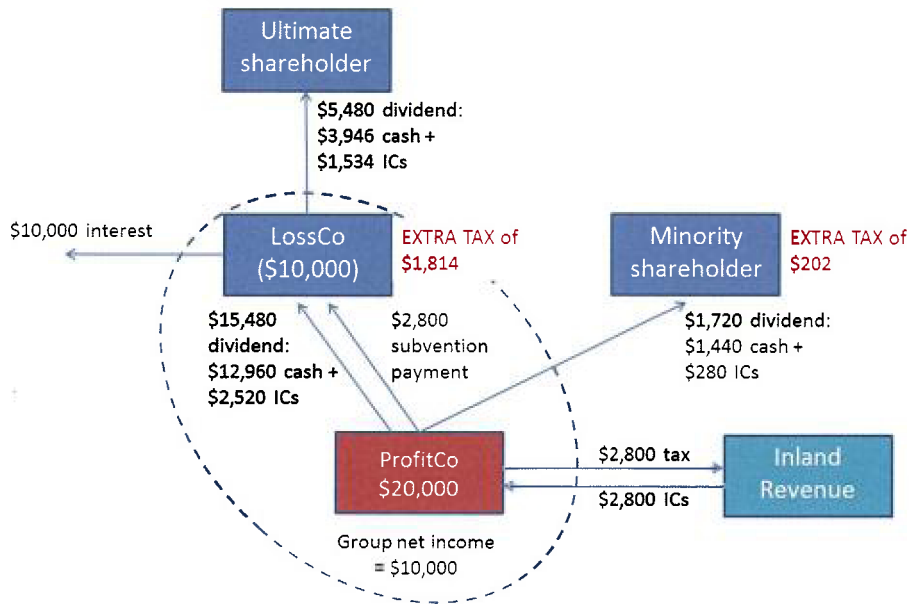 Ultimate
shareholder
$5,480 dividend:
$3,946 cash +
$1,534 ICs
$10,000 interest
LossCo
($10,000)
EXTRA TAX of
$1,814
Minority
shareholder
EXTRA TAX of
$202
$15,480
dividend:
$12,960 cash +
$2,520 ICs
$2,800
subvention
payment
$1,720 dividend:
$1,440 cash +
$280 ICs
ProfitCo
$20,000
$2,800 tax
$2,800 ICs
Inland
Revenue
Group net income
= $10,000